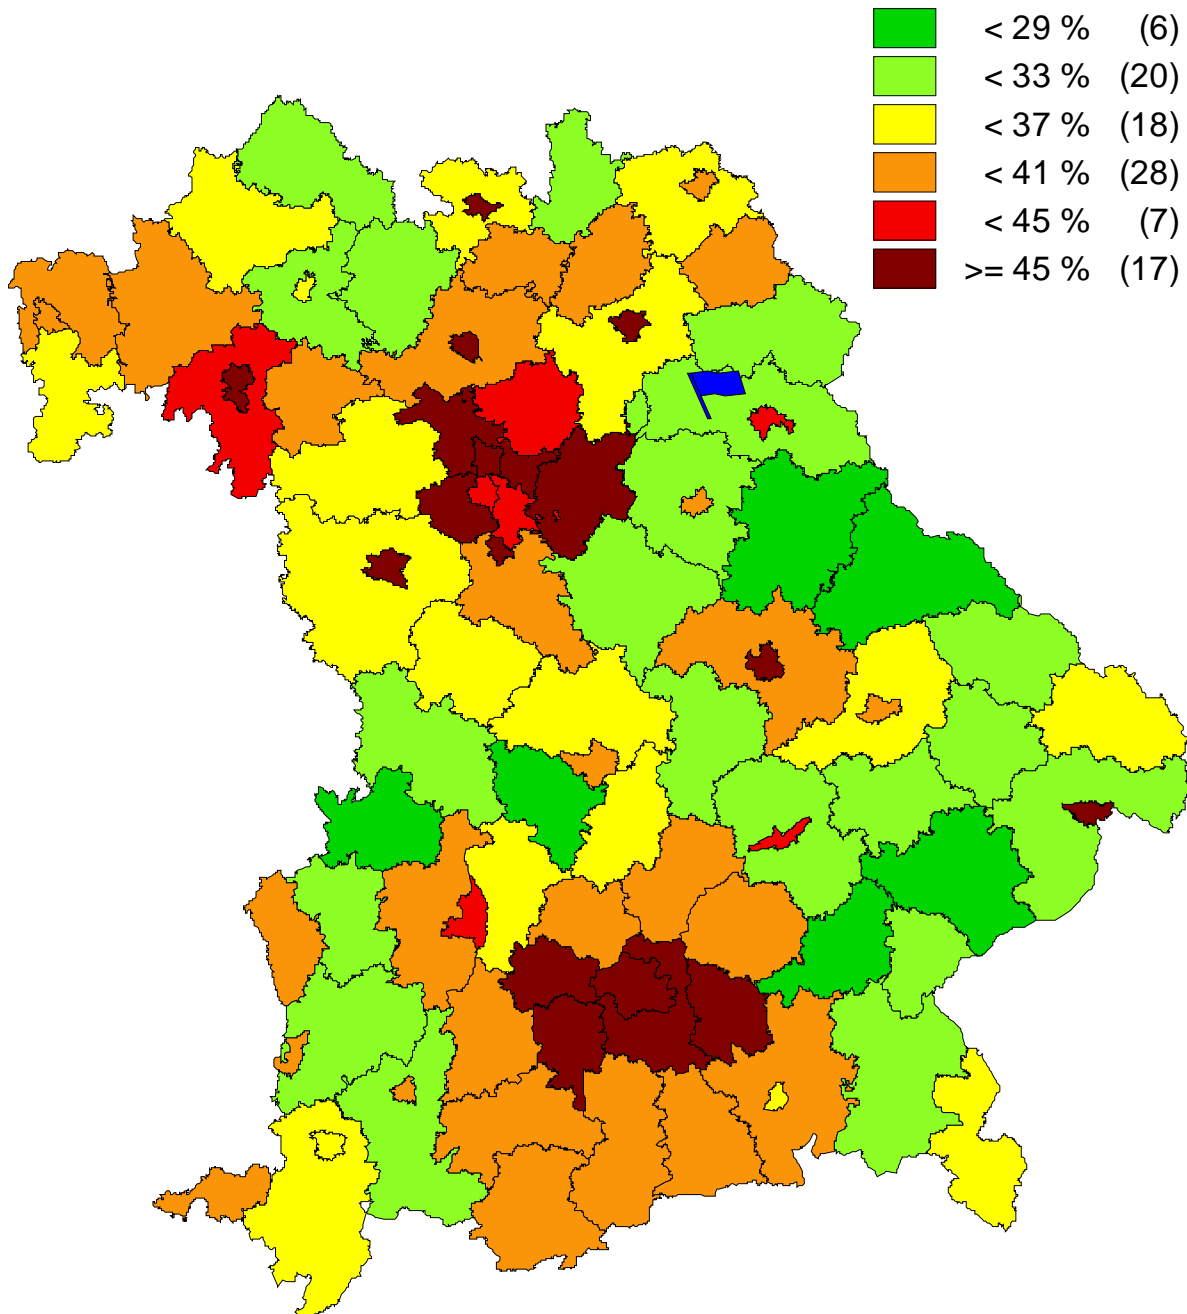 < 29 % (6)
< 33 % (20)
< 37 % (18)
< 41 % (28)
< 45 % (7)
>= 45 % (17)